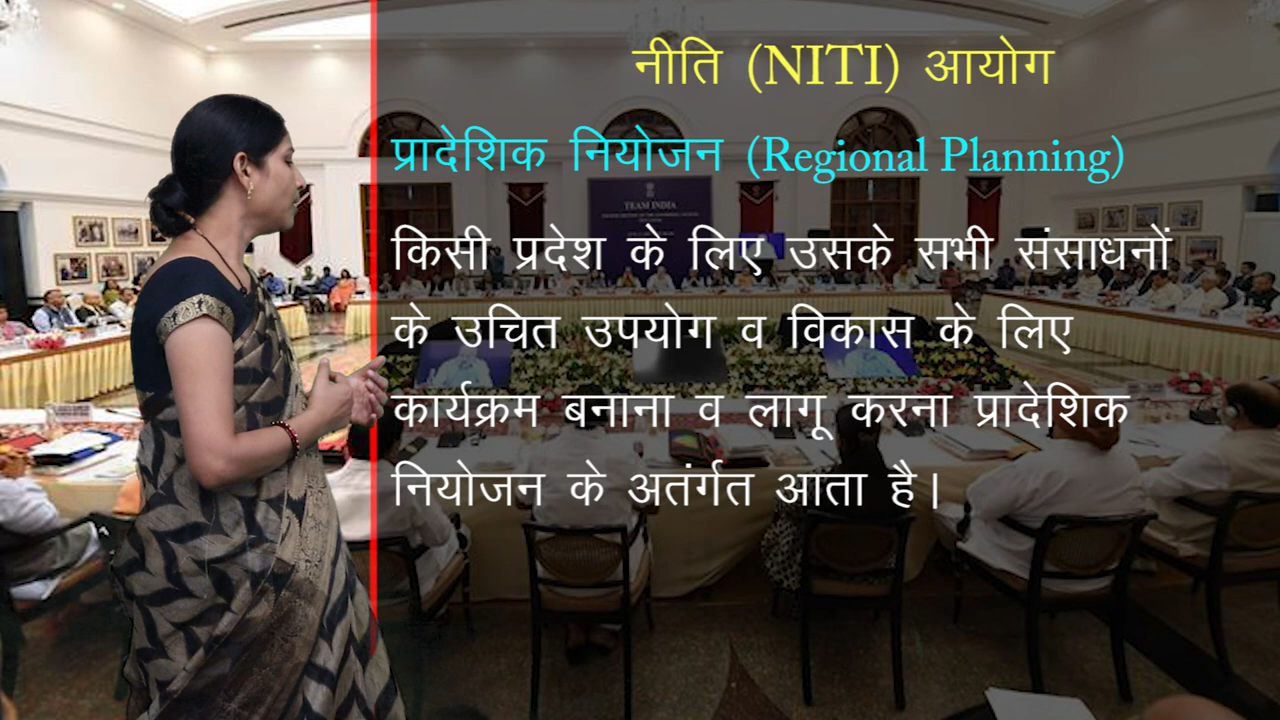 नीति (NITI) आयोग
प्रादेशिक नियोजन (Regional Planning)
TEAM INDIA
किसी प्रदेश के लिए उसके सभी संसाधनों
के उचित उपयोग व विकास के लिए
कार्यक्रम बनाना व लागू करना प्रादेशिक
नियोजन के अतंर्गत आता है।